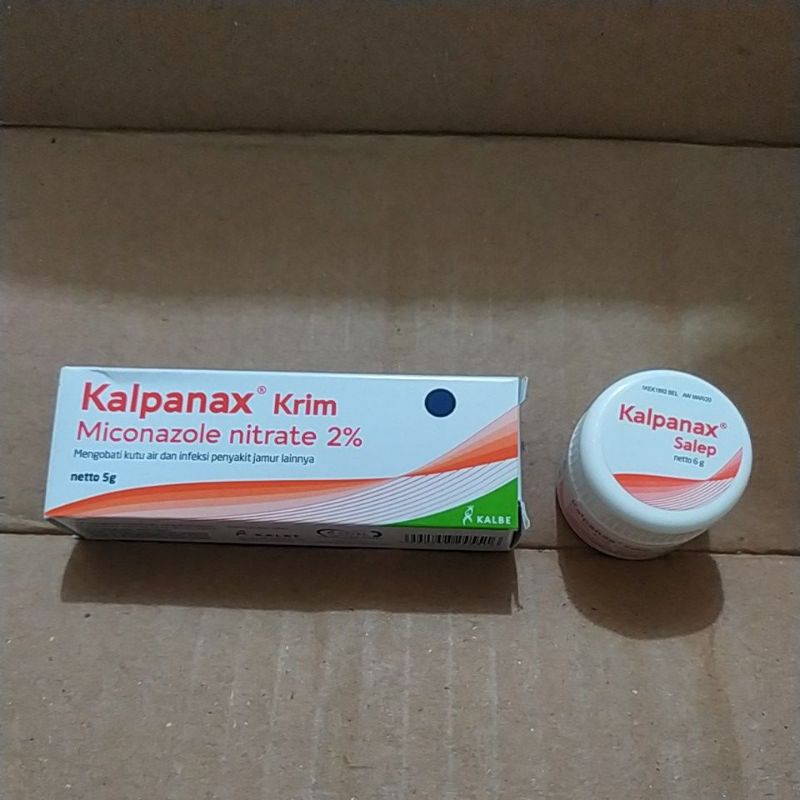 Kalpanax® Krim
Miconazole nitrate 2%
Mengobati kutu air dan infeksi penyakit jamur lainnya
netto 5g
KALBE
KALBE
Kalpanax®
Salep
netto 6 g